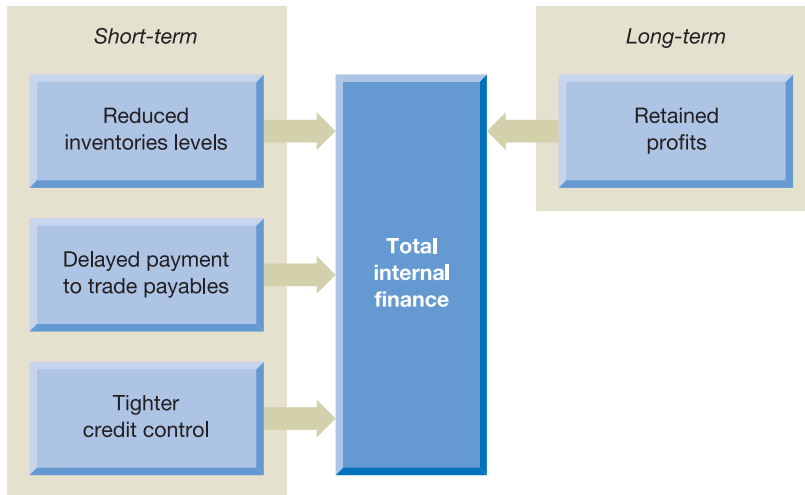 Short-term
Reduced
inventories levels
Delayed payment
to trade payables
Tighter
credit control
Total
internal
finance
Long-term
Retained
profits